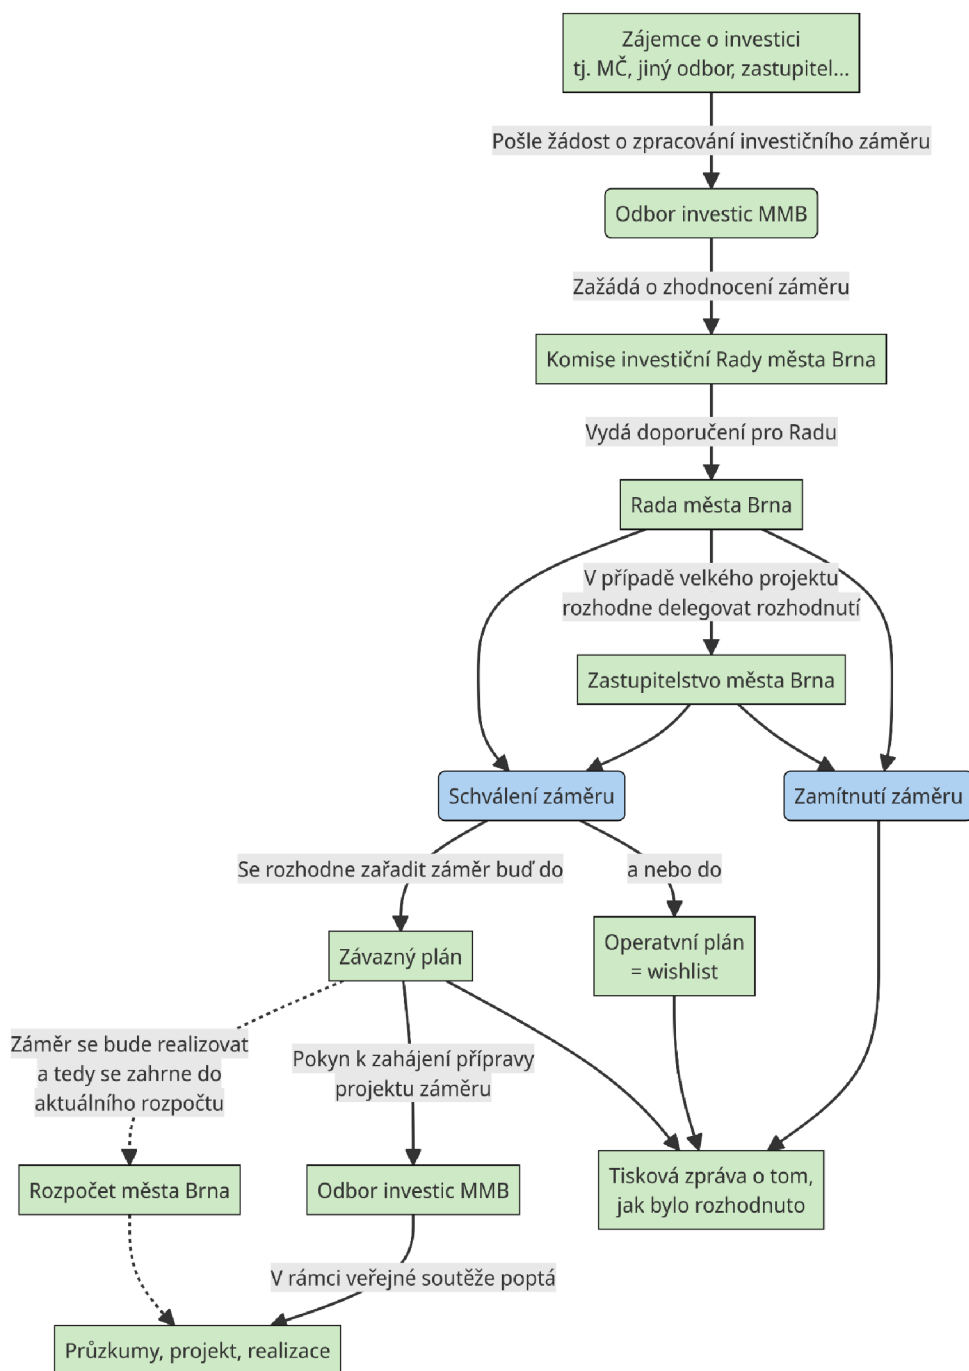 Zájemce o investici
tj. MČ, jiný odbor, zastupitel...
Pošle žádost o zpracování investičního záměru
Odbor investic MMB
Zažádá o zhodnocení záměru
Komise investiční Rady města Brna
Vydá doporučení pro Radu
Rada města Brna
V případě velkého projektu
rozhodne delegovat rozhodnutí
Zastupitelstvo města Brna
Schválení záměru
Zamítnutí záměru
Se rozhodne zařadit záměr buď do
a nebo do
Závazný plán
Operatvní plán
= wishlist
Záměr se bude realizovat
a tedy se zahrne do
aktuálního rozpočtu
Pokyn k zahájení přípravy
projektu záměru
Rozpočet města Brna
Odbor investic MMB
Tisková zpráva o tom,
jak bylo rozhodnuto
V rámci veřejné soutěže poptá
Průzkumy, projekt, realizace